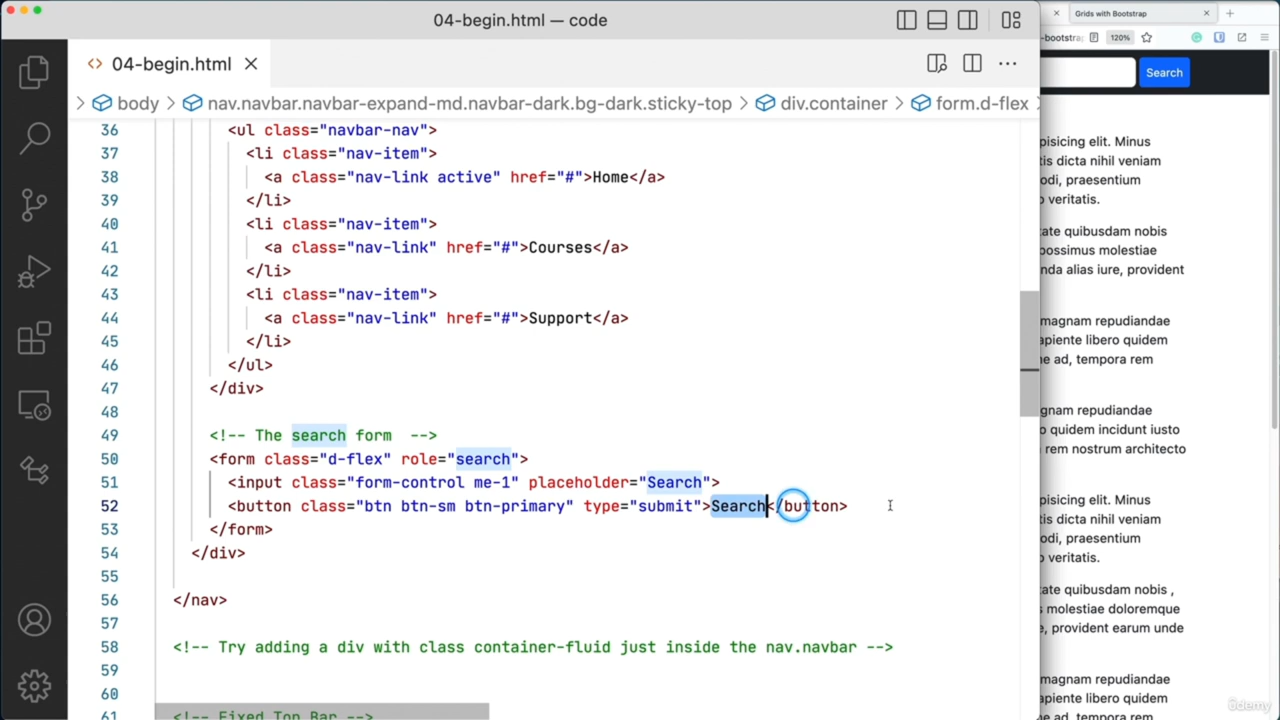 04-begin.html — code
04-begin.html
body nav.navbar.navbar-expand-md.navbar-dark.bg-dark.sticky-top div.container form.d-flex
36 <ul class="navbar-nav">
37 <li class="nav-item">
38 <a class="nav-link active" href="#">Home</a>
39 </li>
40 <li class="nav-item">
41 <a class="nav-link" href="#">Courses</a>
42 </li>
43 <li class="nav-item">
44 <a class="nav-link" href="#">Support</a>
45 </li>
46 </ul>
47 </div>
48
49 <!-- The search form -->
50 <form class="d-flex" role="search">
51 <input class="form-control me-1" placeholder="Search">
52 <button class="btn btn-sm btn-primary" type="submit">Search</button>
53 </form>
54 </div>
55
56 </nav>
57
58 <!-- Try adding a div with class container-fluid just inside the nav.navbar -->
59
60
61 <!-- Fixed Top Bar -->
Grids with Bootstrap
120%
Search
pisicing elit. Minus
tis dicta nihil veniam
odi, praesentium
veritatis.
tate quibusdam nobis
possimus molestiae
nda alias iure, provident
magnam repudiandae
apiente libero quidem
ne ad, tempora rem
gnam repudiandae
o quidem incidunt iusto
rem nostrum architecto
pisicing elit. Minus
tis dicta nihil veniam
odi, praesentium
veritatis.
tate quibusdam nobis ,
s molestiae doloremque
e, provident earum unde
magnam repudiandae
apiente libero quidem
ne ad, tempora rem
ûdemy